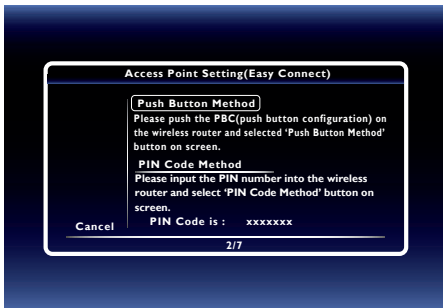 Access Point Setting(Easy Connect)
Push Button Method
Please push the PBC(push button configuration) on
the wireless router and selected ‘Push Button Method’
button on screen.
PIN Code Method
Please input the PIN number into the wireless
router and select ‘PIN Code Method’ button on
screen.
PIN Code is : xxxxxxx
Cancel
2/7